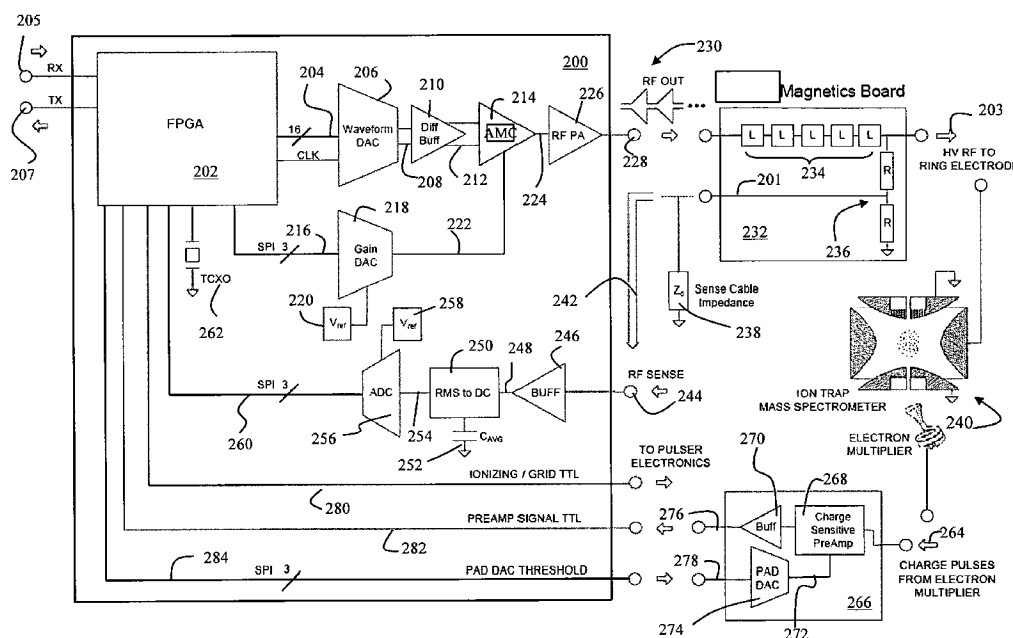 205
RX
TX
207
FPGA
202
204
206
210
16
Waveform
DAC
CLK
208
Diff
Buff
212
214
AMC
224
226
RF PA
200
228
230
RF OUT
Magnetics Board
L
L
L
L
L
234
203
HV RF TO
RING ELECTRODE
R
201
R
232
236
SPI
3
216
218
Gain
DAC
222
TCXO
262
220
Vref
258
Vref
242
Z0
Sense Cable
Impedance
238
SPI
3
260
ADC
256
254
250
RMS to DC
248
246
BUFF
RF SENSE
244
CAVG
252
ION TRAP
MASS SPECTROMETER
240
ELECTRON
MULTIPLIER
IONIZING / GRID TTL
280
TO PULSER
ELECTRONICS
PREAMP SIGNAL TTL
282
276
270
Buff
268
Charge
Sensitive
PreAmp
264
CHARGE PULSES
FROM ELECTRON
MULTIPLIER
284
SPI
3
PAD DAC THRESHOLD
278
PAD
DAC
274
272
266